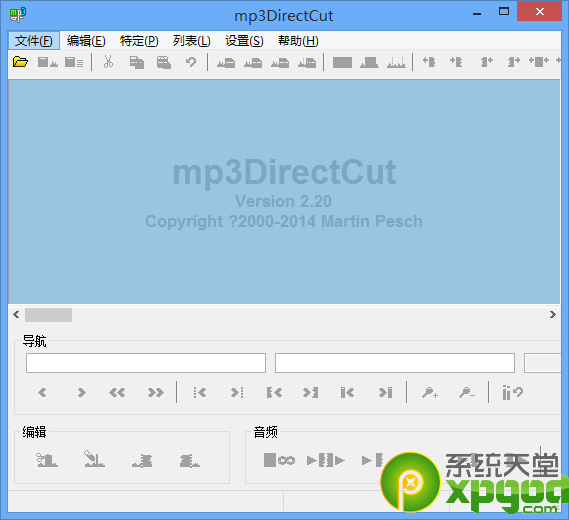 mp3DirectCut
文件(F) 编辑(E) 特定(P) 列表(L) 设置(S) 帮助(H)
mp3DirectCut
Version 2.20
Copyright ?2000-2014 Martin Pesch
导航
编辑
音频
系统天堂
xpgod
.com